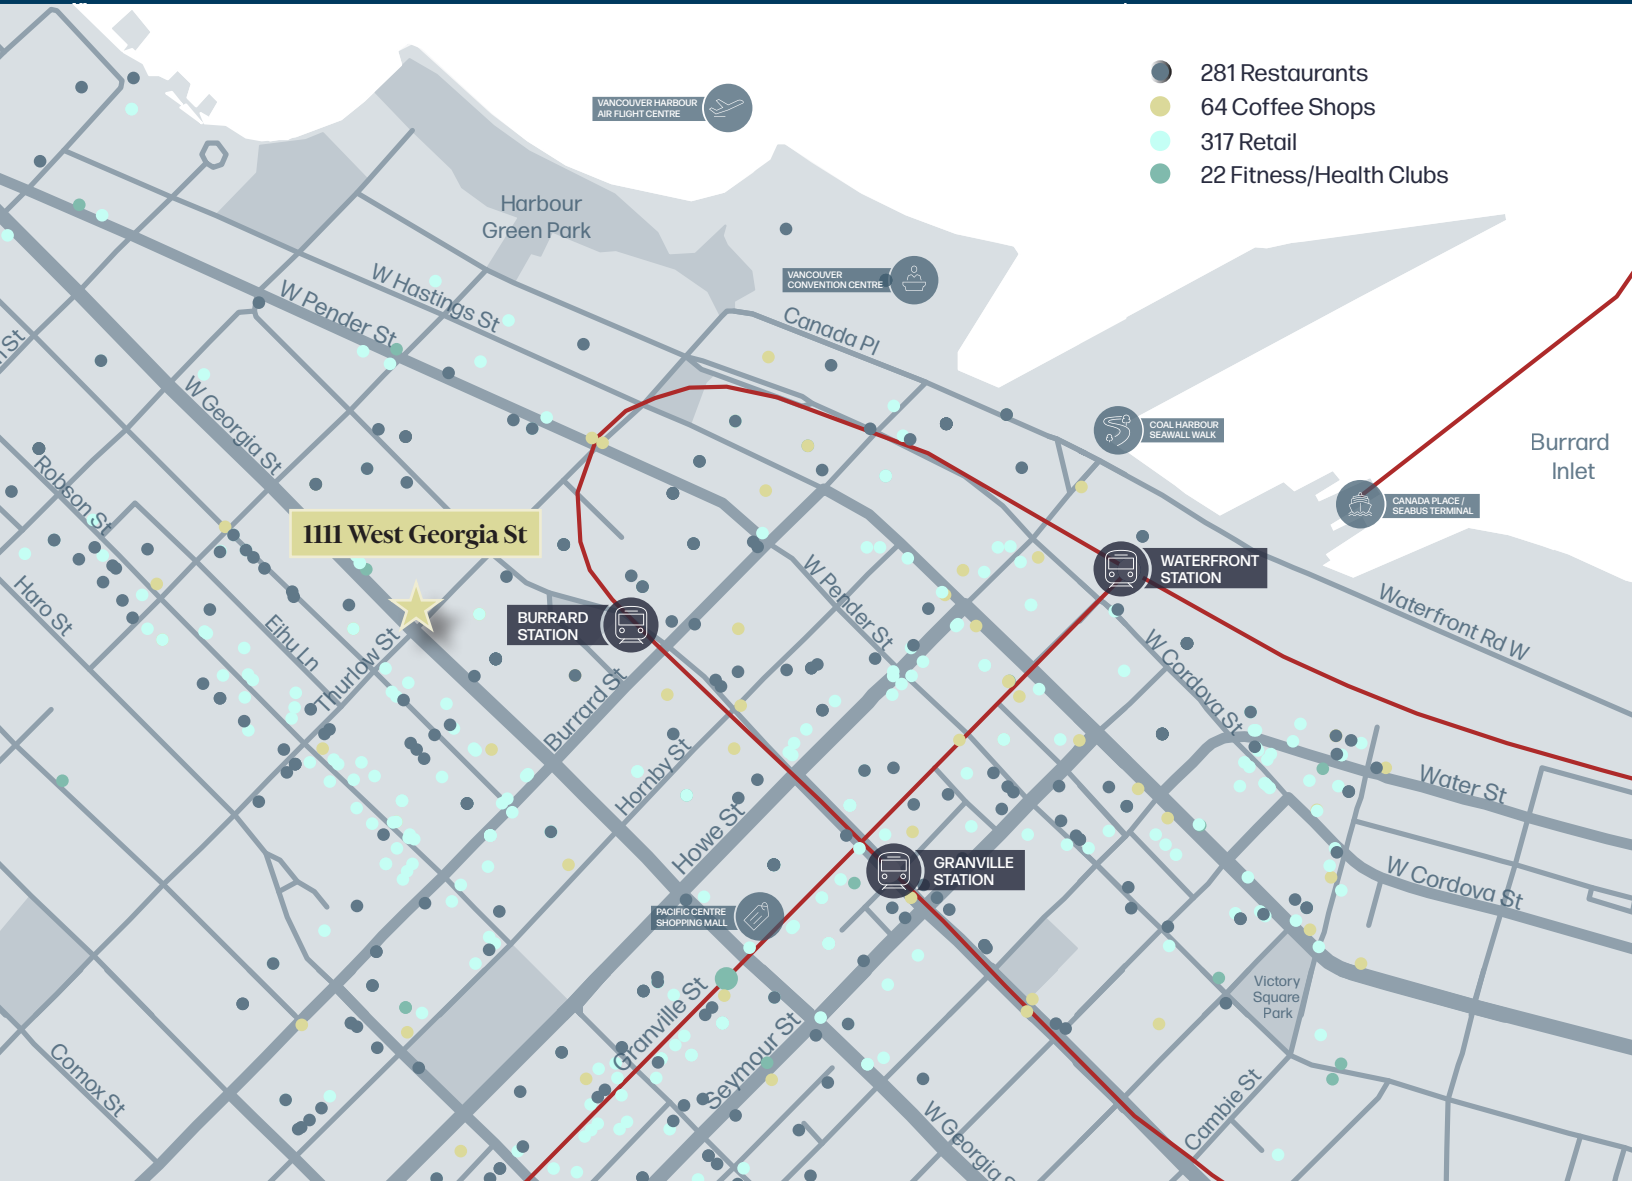 281 Restaurants
64 Coffee Shops
317 Retail
22 Fitness/Health Clubs
VANCOUVER HARBOUR
AIR FLIGHT CENTRE
Harbour
Green Park
VANCOUVER
CONVENTION CENTRE
W Hastings St
W Pender St
Canada Pl
W Georgia St
COAL HARBOUR
SEAWALL WALK
Burrard
Inlet
CANADA PLACE /
SEABUS TERMINAL
Robson St
1111 West Georgia St
WATERFRONT
STATION
Haro St
Eihu Ln
Thurlow St
BURRARD
STATION
W Pender St
Waterfront Rd W
W Cordova St
Burrard St
Hornby St
Howe St
Water St
W Cordova St
GRANVILLE
STATION
PACIFIC CENTRE
SHOPPING MALL
Granville St
Seymour St
Victory
Square
Park
Comox St
Cambie St
W Georgia S